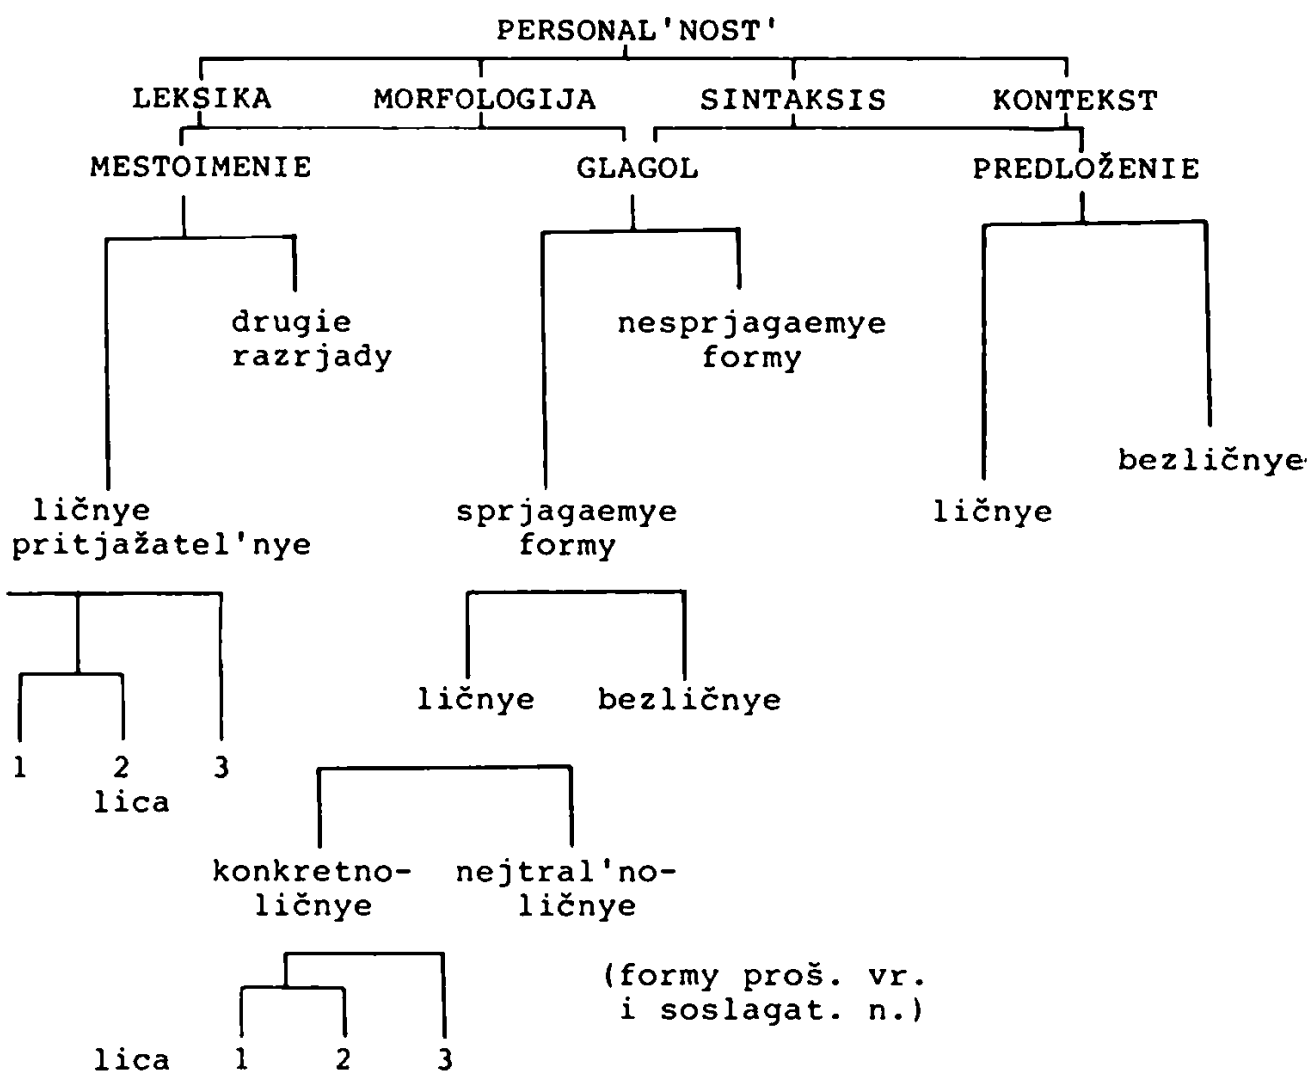 PERSONAL'NOST'
LEKSIKA MORFOLOGIJA SINTAKSIS KONTEKST
MESTOIMENIE GLAGOL PREDLOŽENIE
drugie nesprjagaemye
razrjady formy
bezličnye
ličnye sprjagaemye ličnye
pritjažatel'nye formy
ličnye bezličnye
1 2 3
lica
konkretno- nejtral'no-
ličnye ličnye
(formy proš. vr.
i soslagat. n.)
lica 1 2 3